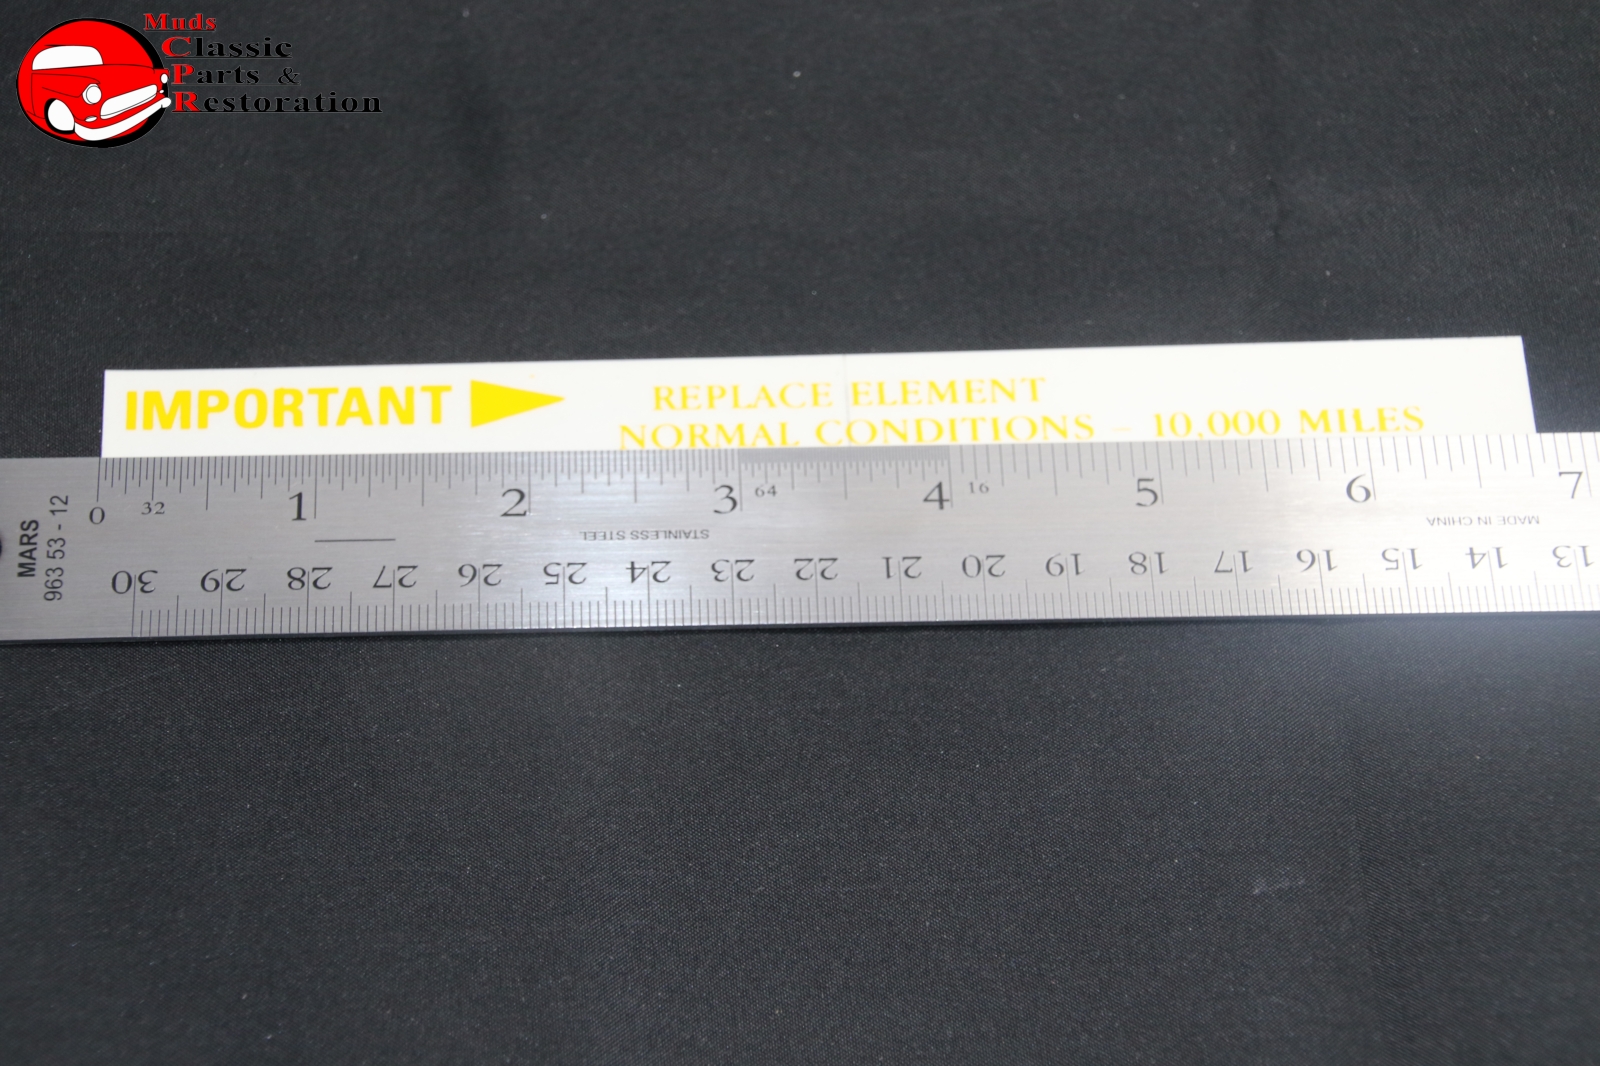 Muds
Classic
Parts &
Restoration
IMPORTANT REPLACE ELEMENT
NORMAL CONDITIONS – 10,000 MILES
0 32 1 2 3 64 4 16 5 6 7
MARS
963 53 - 12
STAINLESS STEEL
MADE IN CHINA
30 29 28 27 26 25 24 23 22 21 20 19 18 17 16 15 14 13